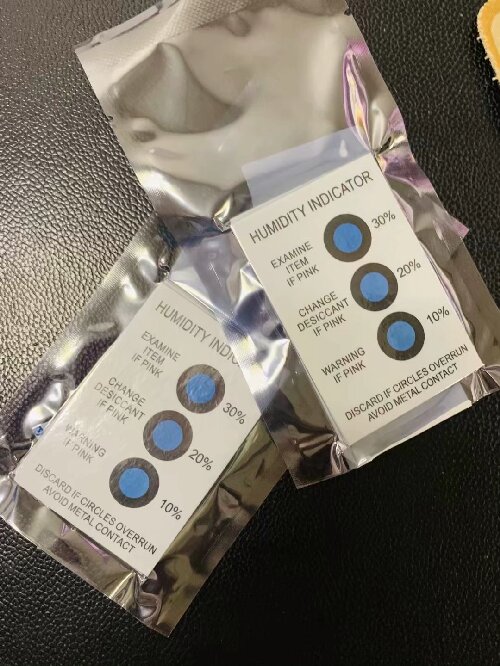 HUMIDITY INDICATOR
EXAMINE
ITEM
IF PINK
30%
CHANGE
DESICCANT
IF PINK
20%
WARNING
IF PINK
10%
DISCARD IF CIRCLES OVERRUN
AVOID METAL CONTACT
HUMIDITY INDIC
EXAMINE
ITEM
IF PINK
30%
CHANGE
DESICCANT
IF PINK
20%
WARNING
IF PINK
10%
DISCARD IF CIRCLES OVERRUN
AVOID METAL CONTACT